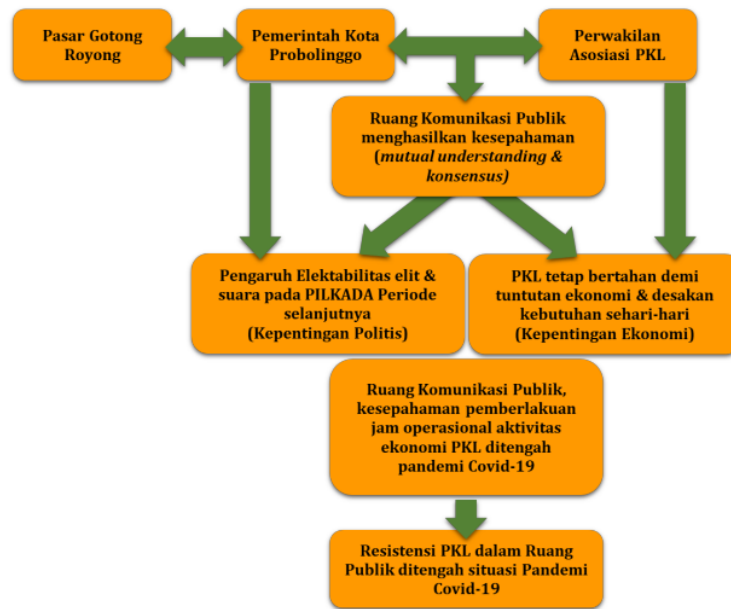 Pasar Gotong
Royong
Pemerintah Kota
Probolinggo
Perwakilan
Asosiasi PKL
Ruang Komunikasi Publik
menghasilkan kesepahaman
(mutual understanding &
konsensus)
Pengaruh Elektabilitas elit &
suara pada PILKADA Periode
selanjutnya
(Kepentingan Politis)
PKL tetap bertahan demi
tuntutan ekonomi & desakan
kebutuhan sehari-hari
(Kepentingan Ekonomi)
Ruang Komunikasi Publik,
kesepahaman pemberlakuan
jam operasional aktivitas
ekonomi PKL ditengah
pandemi Covid-19
Resistensi PKL dalam Ruang
Publik ditengah situasi Pandemi
Covid-19